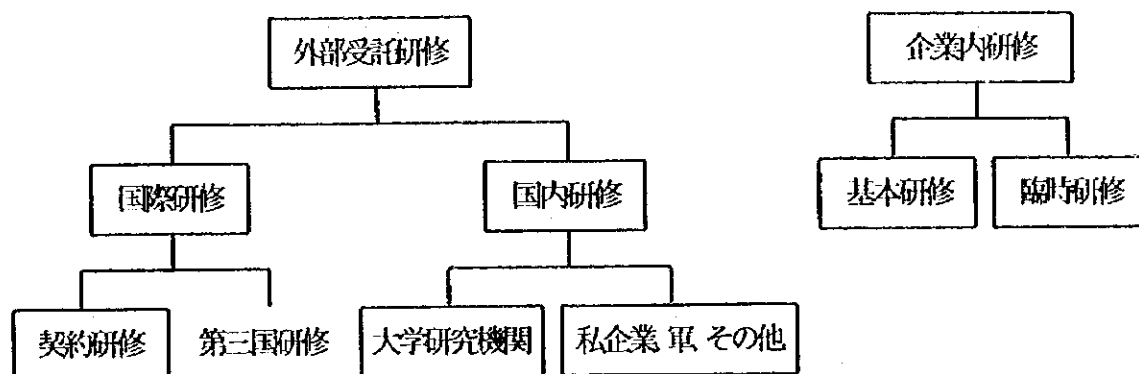 外部受託研修
企業内研修
国際研修
国内研修
基本研修
臨時研修
契約研修
第三国研修
大学研究機関
私企業、軍、その他